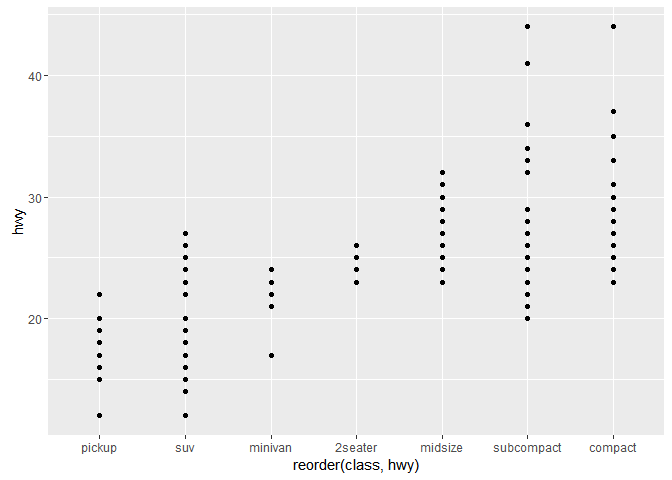 40
30
20
hwy
pickup suv minivan 2seater midsize subcompact compact
reorder(class, hwy)